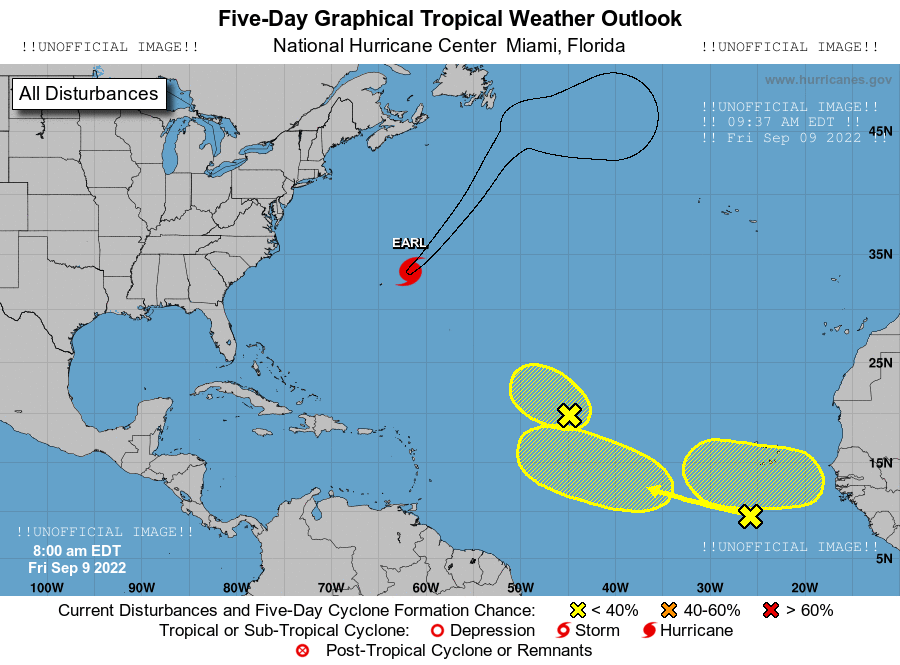 Five-Day Graphical Tropical Weather Outlook
!!UNOFFICIAL IMAGE!! National Hurricane Center Miami, Florida !!UNOFFICIAL IMAGE!!
www.hurricanes.gov
All Disturbances
!!UNOFFICIAL IMAGE!!
!! 09:37 AM EDT !!
!! Fri Sep 09 2022 !!
45N
EARL
35N
25N
15N
!!UNOFFICIAL IMAGE!!
!!UNOFFICIAL IMAGE!!
8:00 am EDT
Fri Sep 9 2022
5N
100W 90W 80W 70W 60W 50W 40W 30W 20W
Current Disturbances and Five-Day Cyclone Formation Chance: < 40% 40-60% > 60%
Tropical or Sub-Tropical Cyclone: Depression Storm Hurricane
Post-Tropical Cyclone or Remnants